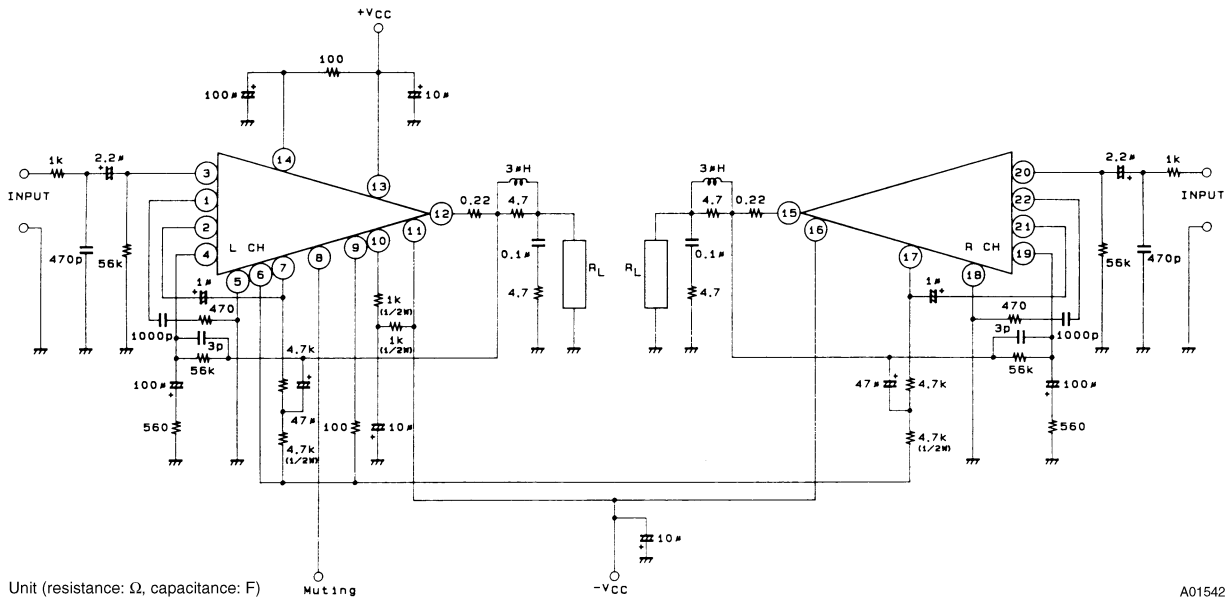 +Vcc
100
100µ
+
+
10µ
14
13
1k
2.2µ
+
3
INPUT
1
2
4
470p
56k
L CH
5
6
7
8
9
10
11
12
0.22
3µH
4.7
0.1µ
4.7
RL
1µ
+
470
1000p
3p
56k
100µ
+
560
4.7k
+
47µ
4.7k
(1/2W)
100
1k
(1/2W)
1k
(1/2W)
+
10µ
3µH
4.7
0.22
15
16
RL
0.1µ
4.7
R CH
17
18
20
22
21
19
2.2µ
+
1k
INPUT
56k
470p
1µ
+
470
3p
1000p
56k
100µ
+
560
47µ
+
4.7k
4.7k
(1/2W)
+
10µ
Muting
-Vcc
Unit (resistance: Ω, capacitance: F)
A01542